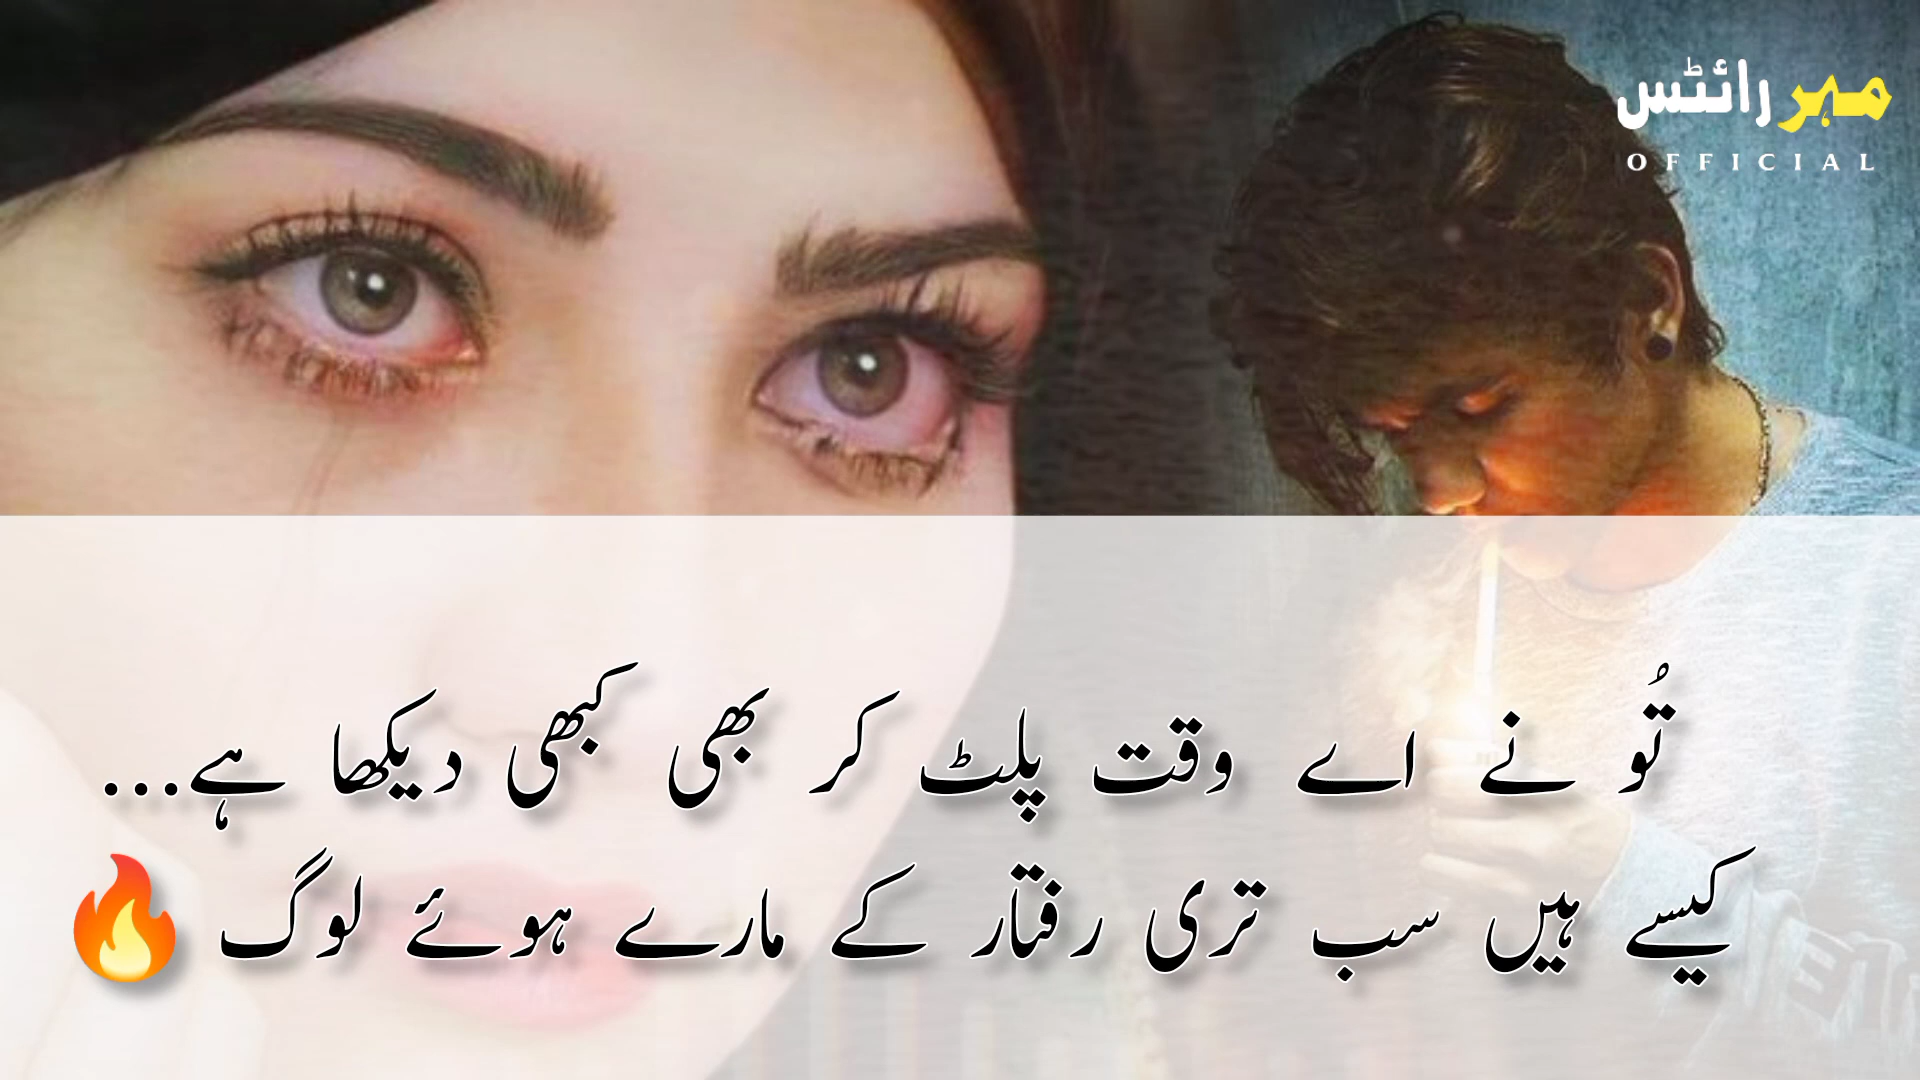 مہر رائٹس
OFFICIAL
تُو نے اے وقت پلٹ کر بھی کبھی دیکھا ہے...
کیسے ہیں سب تری رفتار کے مارے ہوئے لوگ 🔥